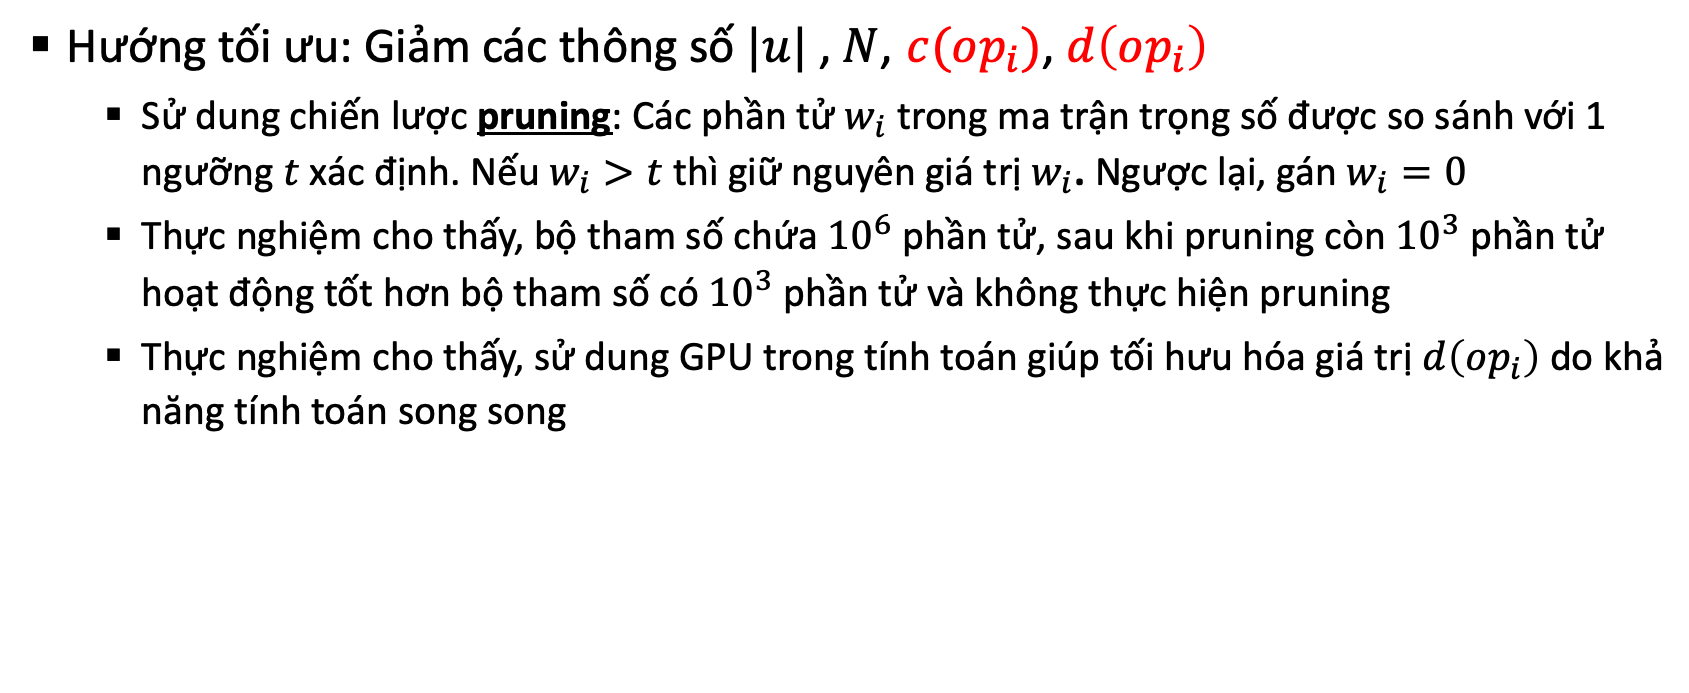 ▪ Hướng tối ưu: Giảm các thông số |u| , N, c(opᵢ), d(opᵢ)
▪ Sử dụng chiến lược pruning: Các phần tử wᵢ trong ma trận trọng số được so sánh với 1
ngưỡng t xác định. Nếu wᵢ > t thì giữ nguyên giá trị wᵢ. Ngược lại, gán wᵢ = 0
▪ Thực nghiệm cho thấy, bộ tham số chứa 10⁶ phần tử, sau khi pruning còn 10³ phần tử
hoạt động tốt hơn bộ tham số có 10³ phần tử và không thực hiện pruning
▪ Thực nghiệm cho thấy, sử dụng GPU trong tính toán giúp tối hưu hóa giá trị d(opᵢ) do khả
năng tính toán song song